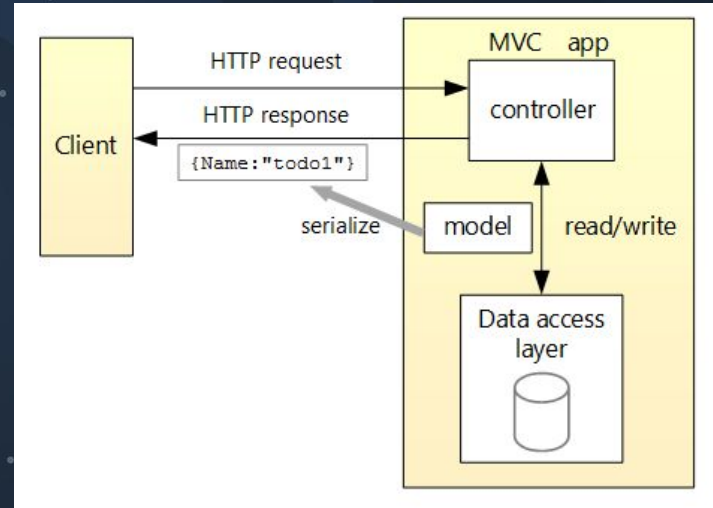 MVC app
HTTP request
controller
HTTP response
Client
{Name:"todo1"}
serialize
model
read/write
Data access
layer